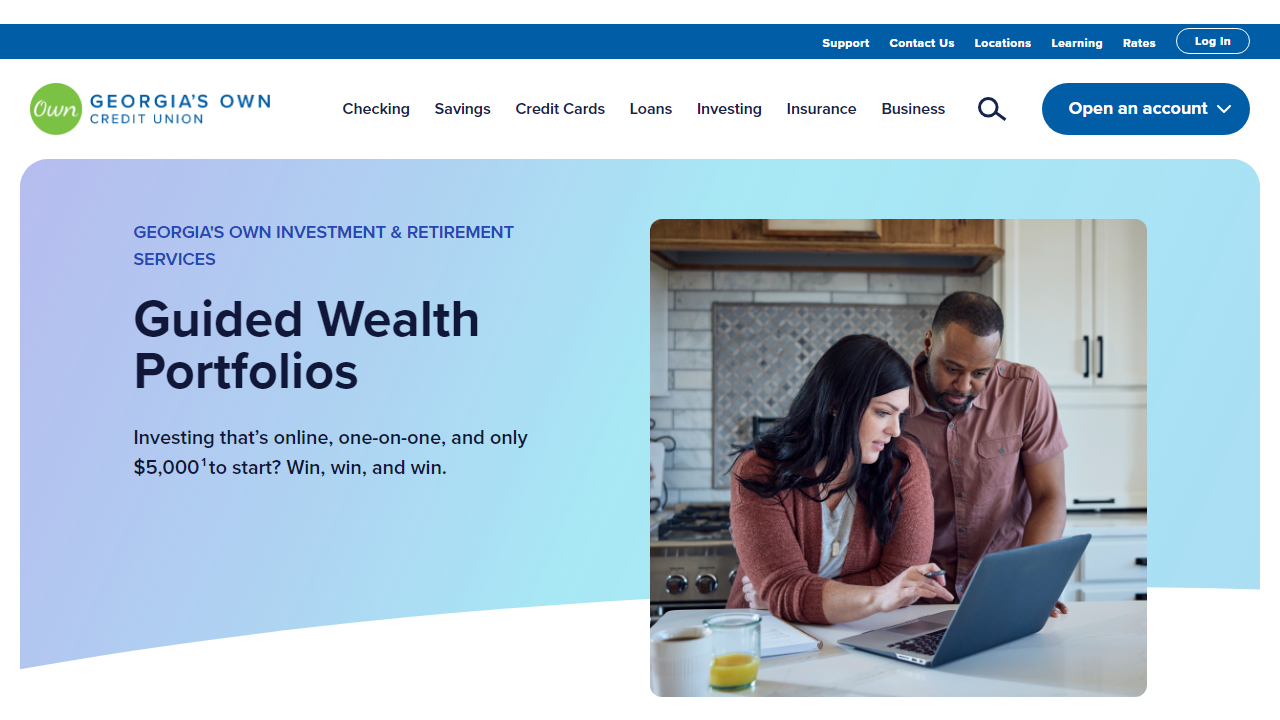 Support Contact Us Locations Learning Rates Log In
Own GEORGIA'S OWN
CREDIT UNION
Checking Savings Credit Cards Loans Investing Insurance Business Open an account
GEORGIA'S OWN INVESTMENT & RETIREMENT
SERVICES
Guided Wealth
Portfolios
Investing that’s online, one-on-one, and only
$5,000¹ to start? Win, win, and win.